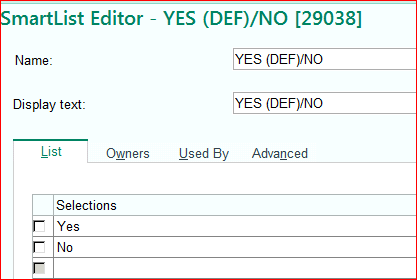 SmartList Editor - YES (DEF)/NO [29038]
Name: YES (DEF)/NO
Display text: YES (DEF)/NO
List Owners Used By Advanced
Selections
Yes
No